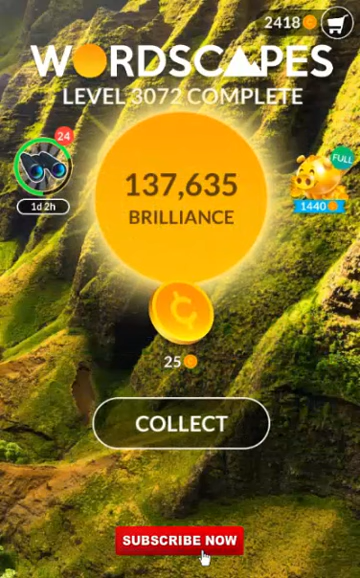 2418
WORDSCAPES
LEVEL 3072 COMPLETE
24
FULL
1d 2h
1440
137,635
BRILLIANCE
25
COLLECT
SUBSCRIBE NOW